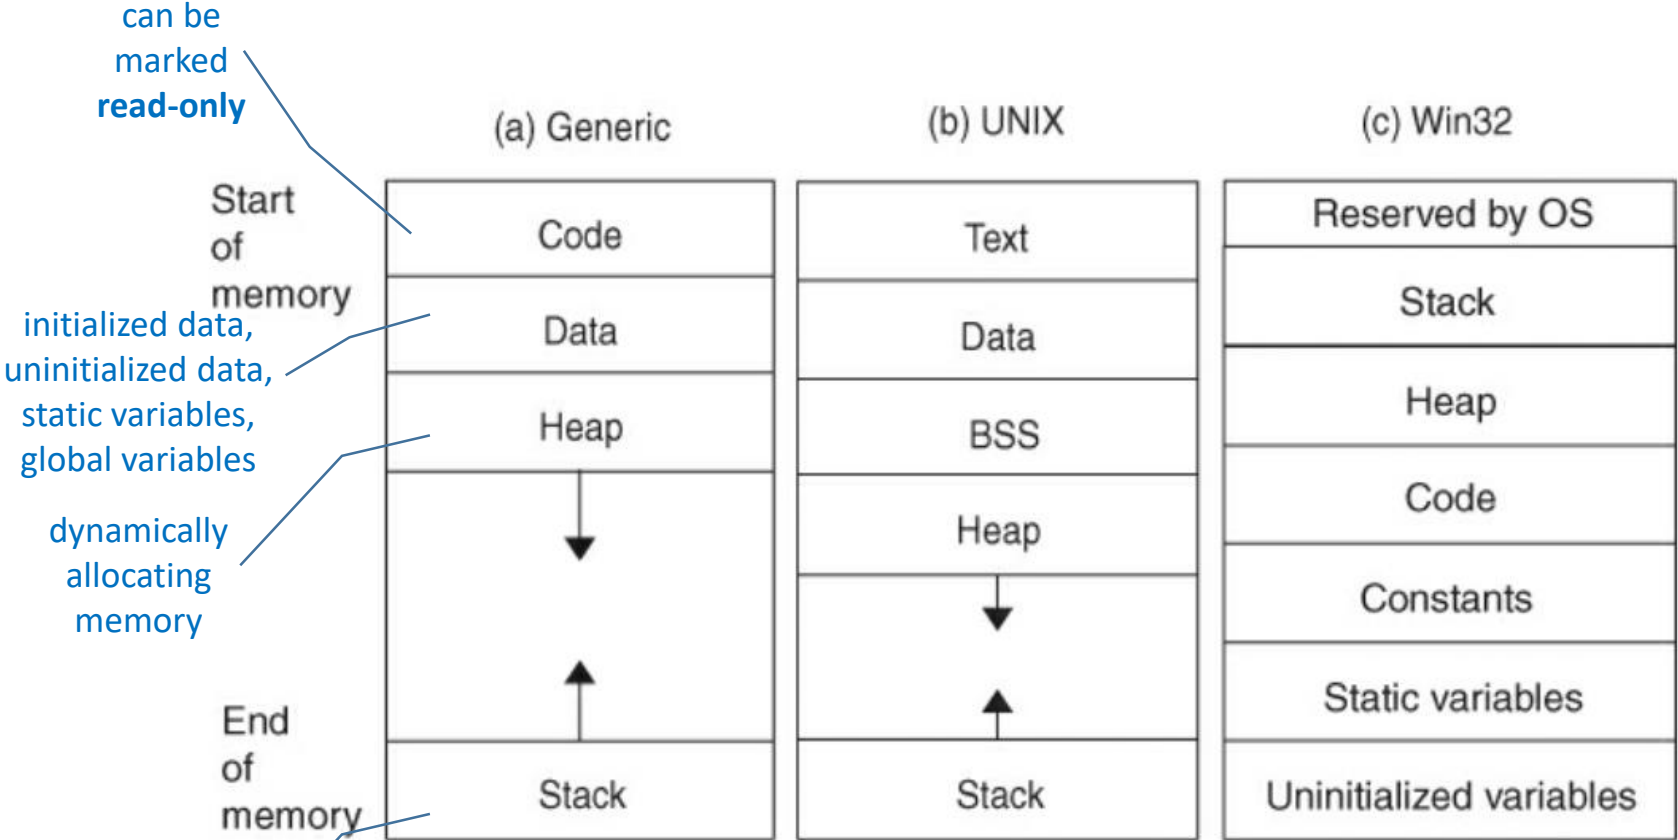 can be
marked
read-only
(a) Generic
(b) UNIX
(c) Win32
Start
of
memory
initialized data,
uninitialized data,
static variables,
global variables
dynamically
allocating
memory
End
of
memory
Code
Data
Heap
Stack
Text
Data
BSS
Heap
Stack
Reserved by OS
Stack
Heap
Code
Constants
Static variables
Uninitialized variables